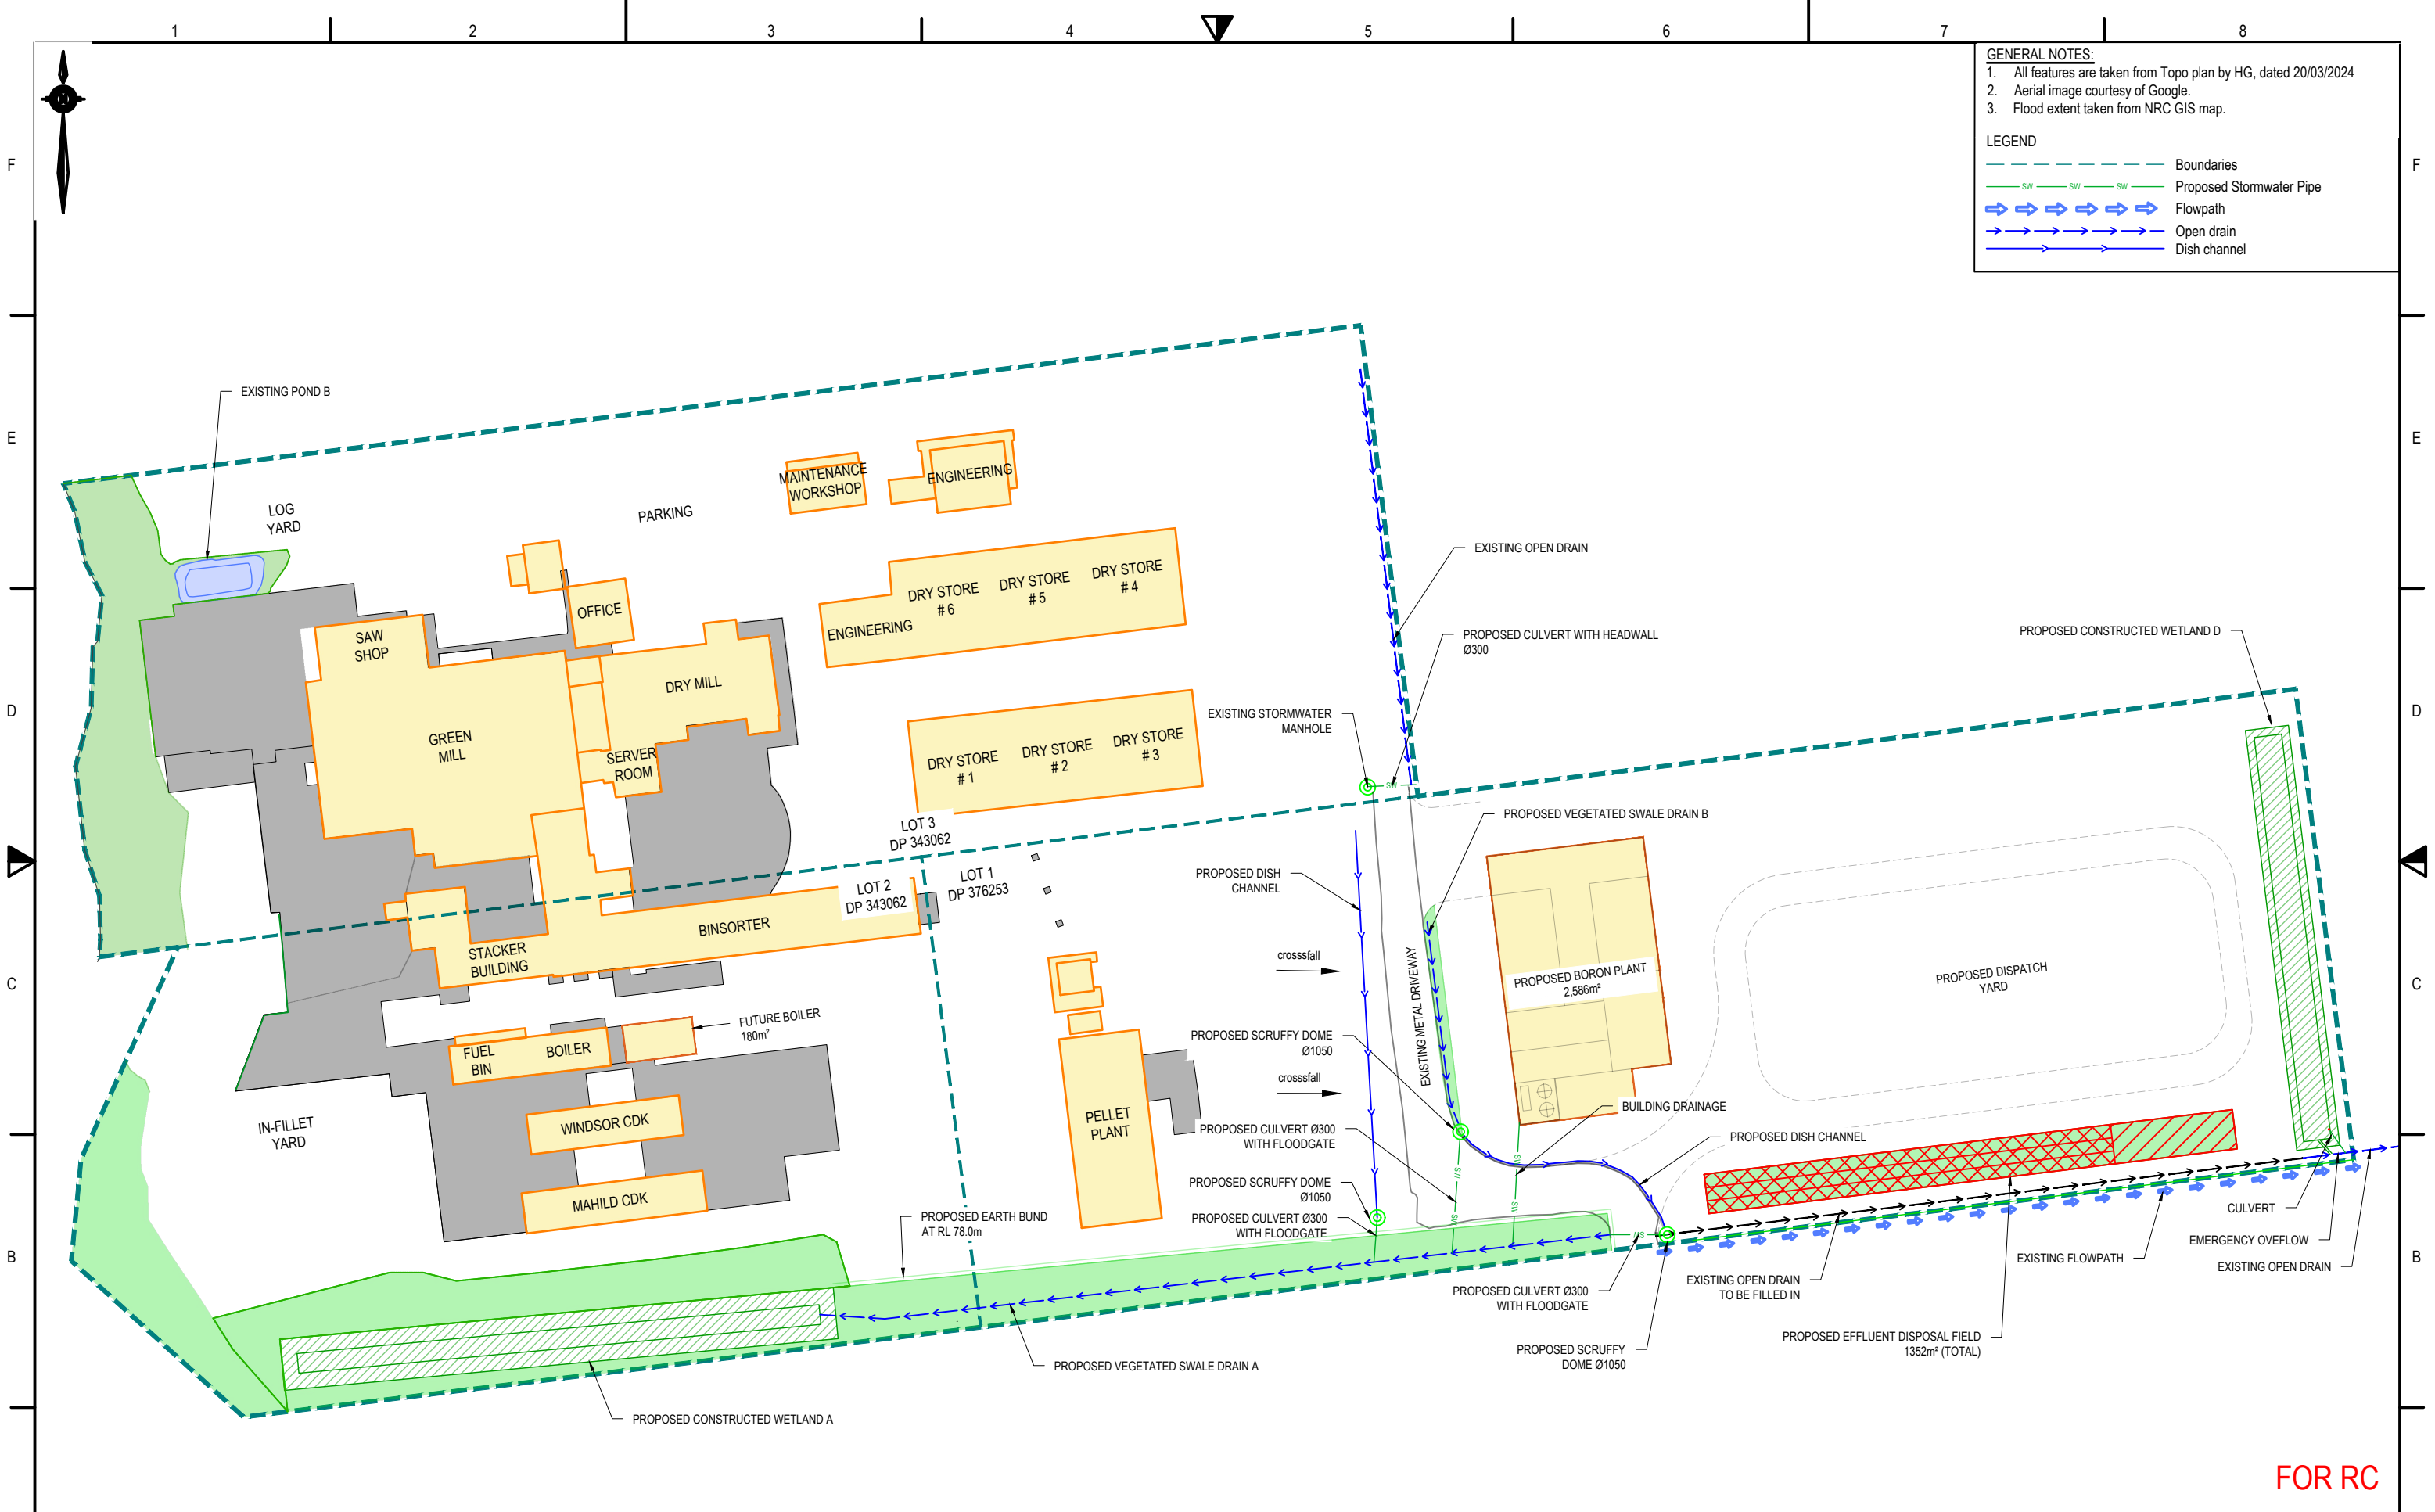 1 2 3 4 5 6 7 8
GENERAL NOTES:
1. All features are taken from Topo plan by HG, dated 20/03/2024
2. Aerial image courtesy of Google.
3. Flood extent taken from NRC GIS map.
LEGEND
Boundaries
SW SW SW Proposed Stormwater Pipe
Flowpath
Open drain
Dish channel
F F
E E
D D
C C
B B
EXISTING POND B
LOG
YARD
PARKING
MAINTENANCE
WORKSHOP
ENGINEERING
EXISTING OPEN DRAIN
DRY STORE
# 6
DRY STORE
# 5
DRY STORE
# 4
ENGINEERING
OFFICE
SAW
SHOP
PROPOSED CULVERT WITH HEADWALL
Ø300
PROPOSED CONSTRUCTED WETLAND D
DRY MILL
GREEN
MILL
SERVER
ROOM
DRY STORE
# 1
DRY STORE
# 2
DRY STORE
# 3
EXISTING STORMWATER
MANHOLE
SW
LOT 3
DP 343062
LOT 2
DP 343062
LOT 1
DP 376253
PROPOSED VEGETATED SWALE DRAIN B
PROPOSED DISH
CHANNEL
BINSORTER
STACKER
BUILDING
crosssfall
EXISTING METAL DRIVEWAY
PROPOSED BORON PLANT
2,586m²
PROPOSED DISPATCH
YARD
FUTURE BOILER
180m²
FUEL
BIN
BOILER
PROPOSED SCRUFFY DOME
Ø1050
crosssfall
IN-FILLET
YARD
WINDSOR CDK
PELLET
PLANT
BUILDING DRAINAGE
PROPOSED CULVERT Ø300
WITH FLOODGATE
PROPOSED DISH CHANNEL
MAHILD CDK
PROPOSED SCRUFFY DOME
Ø1050
SW
SW
SW
SW
PROPOSED EARTH BUND
AT RL 78.0m
PROPOSED CULVERT Ø300
WITH FLOODGATE
SW
CULVERT
EMERGENCY OVEFLOW
EXISTING FLOWPATH
EXISTING OPEN DRAIN
EXISTING OPEN DRAIN
TO BE FILLED IN
PROPOSED CULVERT Ø300
WITH FLOODGATE
PROPOSED EFFLUENT DISPOSAL FIELD
1352m² (TOTAL)
PROPOSED SCRUFFY
DOME Ø1050
PROPOSED VEGETATED SWALE DRAIN A
PROPOSED CONSTRUCTED WETLAND A
FOR RC